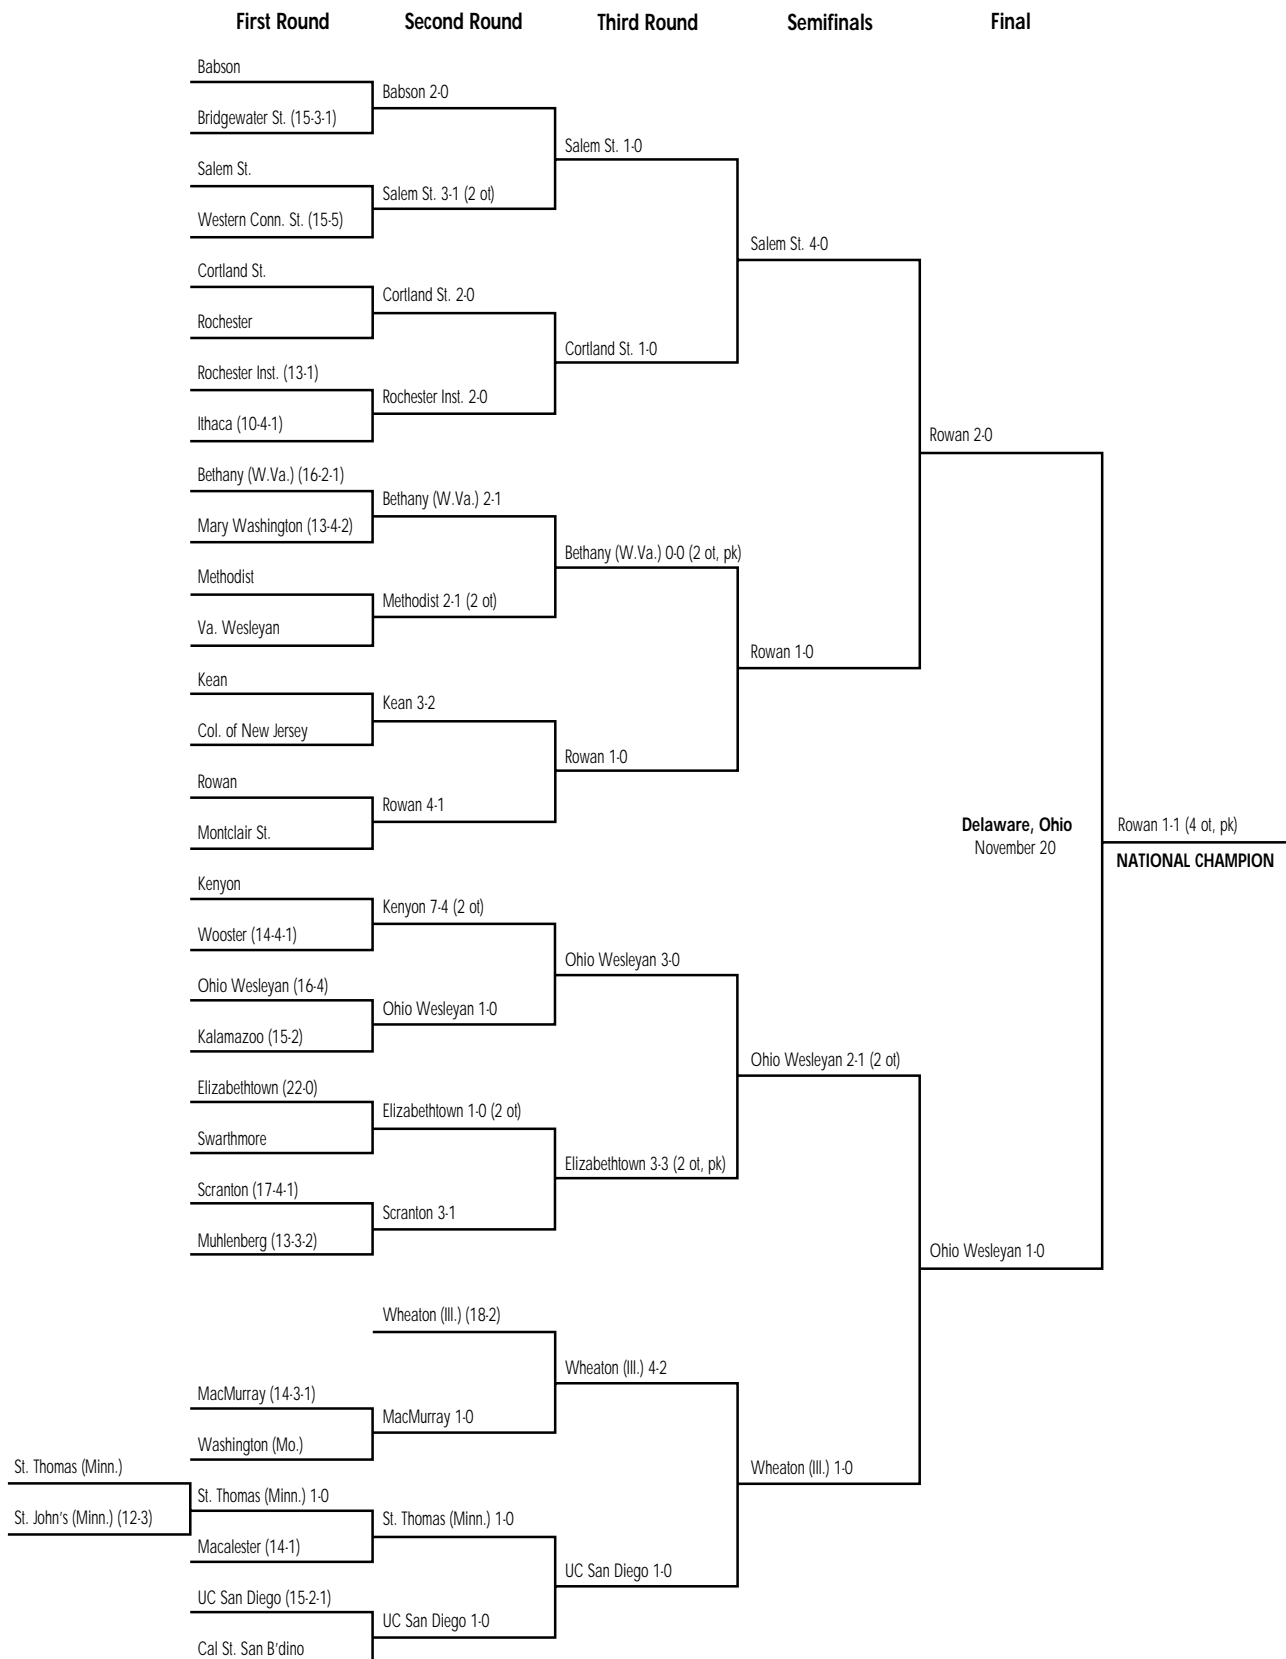 First Round Second Round Third Round Semifinals Final
Babson
Babson 2-0
Bridgewater St. (15-3-1)
Salem St. 1-0
Salem St.
Salem St. 3-1 (2 ot)
Western Conn. St. (15-5)
Salem St. 4-0
Cortland St.
Cortland St. 2-0
Rochester
Cortland St. 1-0
Rochester Inst. (13-1)
Rochester Inst. 2-0
Ithaca (10-4-1)
Rowan 2-0
Bethany (W.Va.) (16-2-1)
Bethany (W.Va.) 2-1
Mary Washington (13-4-2)
Bethany (W.Va.) 0-0 (2 ot, pk)
Methodist
Methodist 2-1 (2 ot)
Va. Wesleyan
Rowan 1-0
Kean
Kean 3-2
Col. of New Jersey
Rowan 1-0
Rowan
Rowan 4-1
Montclair St.
Delaware, Ohio
November 20
Rowan 1-1 (4 ot, pk)
NATIONAL CHAMPION
Kenyon
Kenyon 7-4 (2 ot)
Wooster (14-4-1)
Ohio Wesleyan 3-0
Ohio Wesleyan (16-4)
Ohio Wesleyan 1-0
Kalamazoo (15-2)
Ohio Wesleyan 2-1 (2 ot)
Elizabethtown (22-0)
Elizabethtown 1-0 (2 ot)
Swarthmore
Elizabethtown 3-3 (2 ot, pk)
Scranton (17-4-1)
Scranton 3-1
Muhlenberg (13-3-2)
Ohio Wesleyan 1-0
Wheaton (Ill.) (18-2)
Wheaton (Ill.) 4-2
MacMurray (14-3-1)
MacMurray 1-0
Washington (Mo.)
Wheaton (Ill.) 1-0
St. Thomas (Minn.)
St. Thomas (Minn.) 1-0
St. John's (Minn.) (12-3)
St. Thomas (Minn.) 1-0
Macalester (14-1)
UC San Diego 1-0
UC San Diego (15-2-1)
UC San Diego 1-0
Cal St. San B'dino